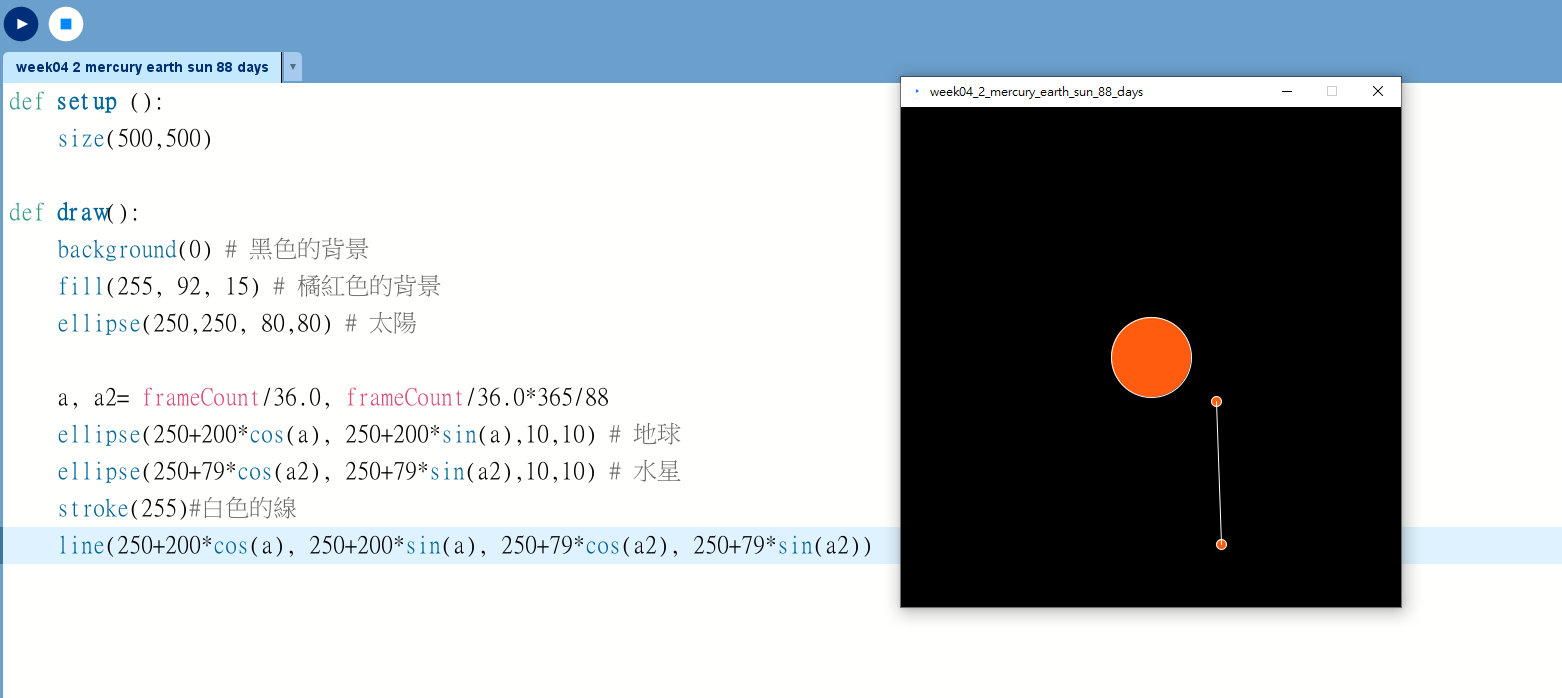 week04 2 mercury earth sun 88 days
def setup ():
    size(500,500)
def draw():
    background(0) # 黑色的背景
    fill(255, 92, 15) # 橘紅色的背景
    ellipse(250,250, 80,80) # 太陽
    a, a2= frameCount/36.0, frameCount/36.0*365/88
    ellipse(250+200*cos(a), 250+200*sin(a),10,10) # 地球
    ellipse(250+79*cos(a2), 250+79*sin(a2),10,10) # 水星
    stroke(255)#白色的線
    line(250+200*cos(a), 250+200*sin(a), 250+79*cos(a2), 250+79*sin(a2))
week04_2_mercury_earth_sun_88_days